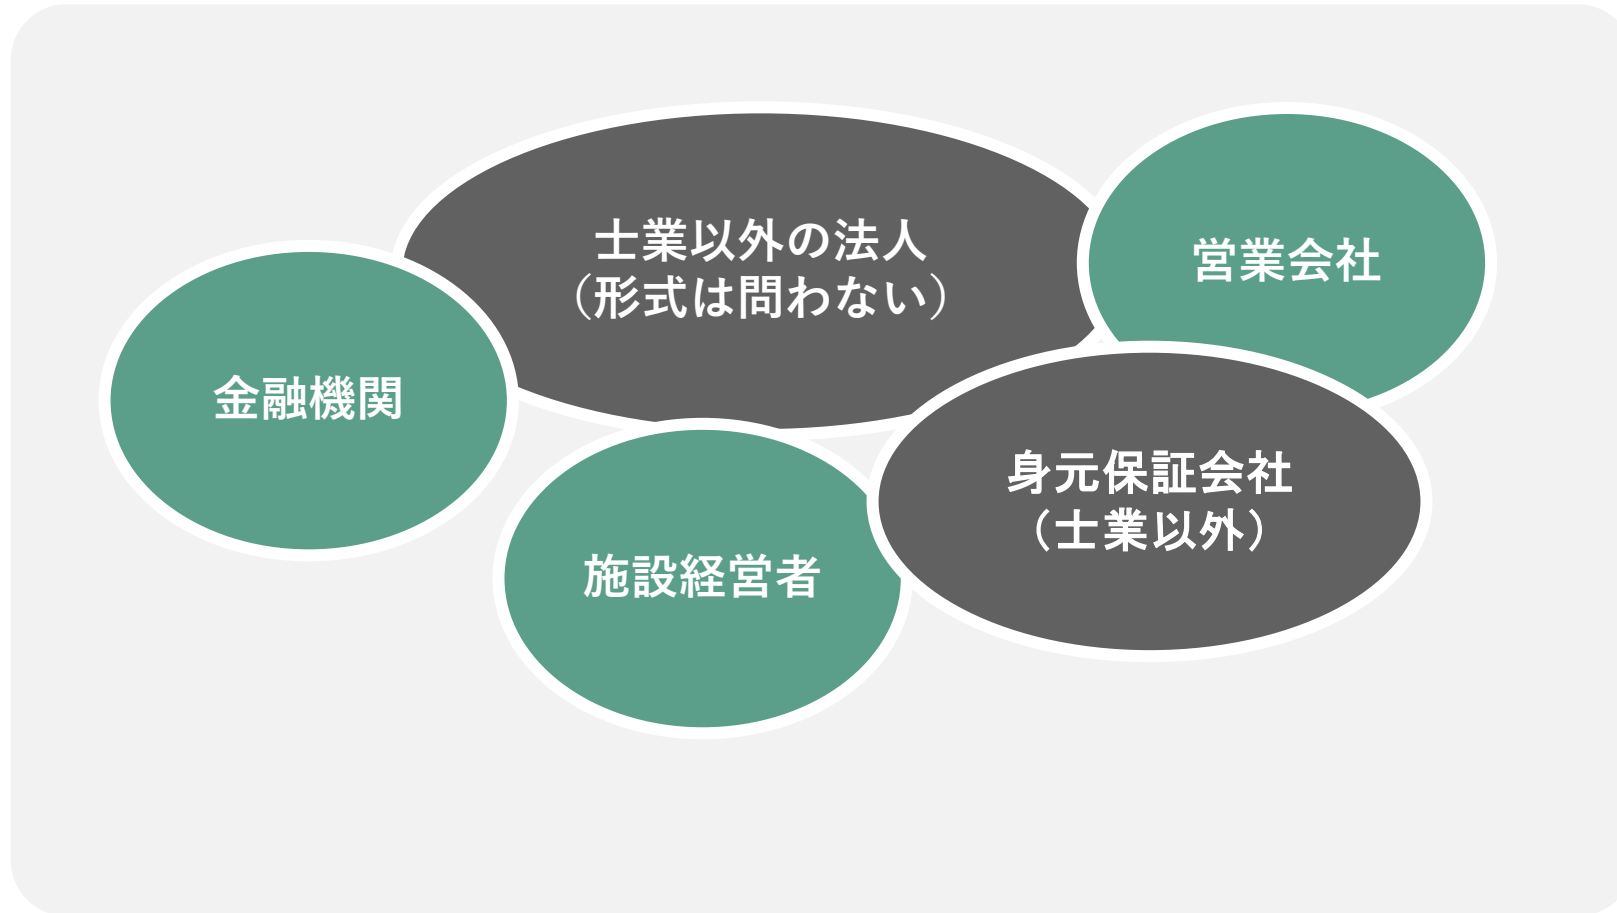 士業以外の法人
（形式は問わない）
営業会社
金融機関
身元保証会社
（士業以外）
施設経営者